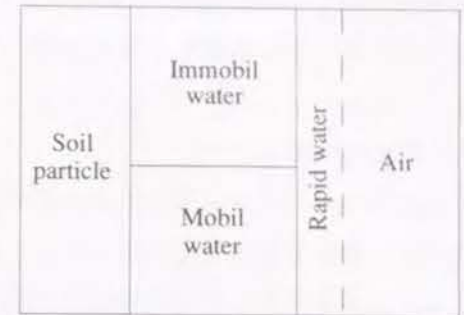 Immobil
water
Soil
particle
Mobil
water
Rapid water
Air